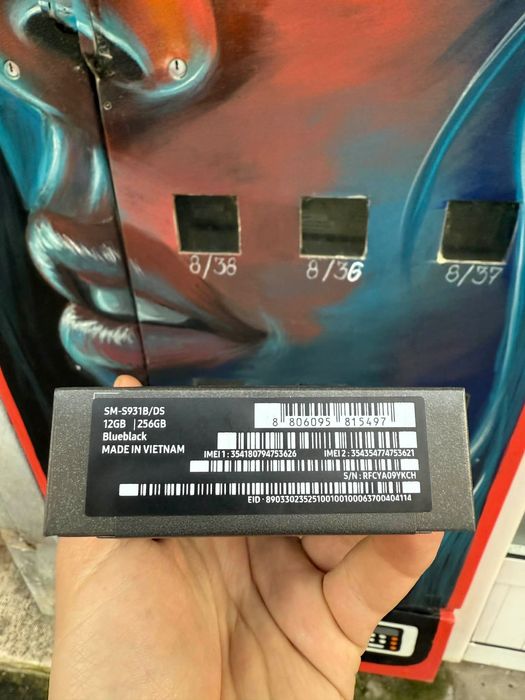 8/38
8/36
8/37
SM-S931B/DS
12GB | 256GB
Blueblack
MADE IN VIETNAM
8 806095 815497
IMEI 1 : 354180794753626
IMEI 2 : 354354774753621
S/N : RFCYA09YKCH
EID : 89033023525100100100063700404114